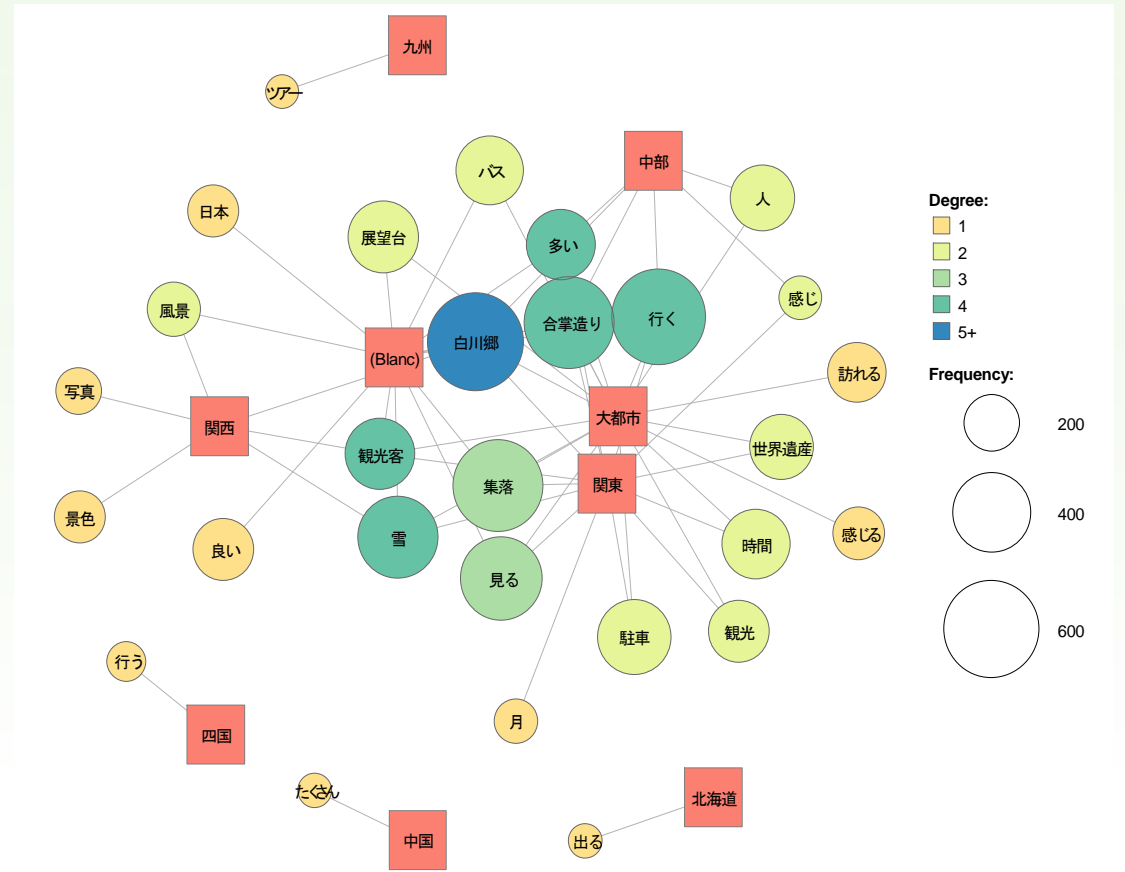 九州
ツアー
中部
バス
人
日本
展望台
多い
感じ
風景
合掌造り
行く
白川郷
(Blanc)
訪れる
写真
大都市
関西
世界遺産
観光客
集落
関東
景色
感じる
雪
時間
良い
見る
観光
駐車
行う
月
四国
たくさん
北海道
中国
出る
Degree:
1
2
3
4
5+
Frequency:
200
400
600